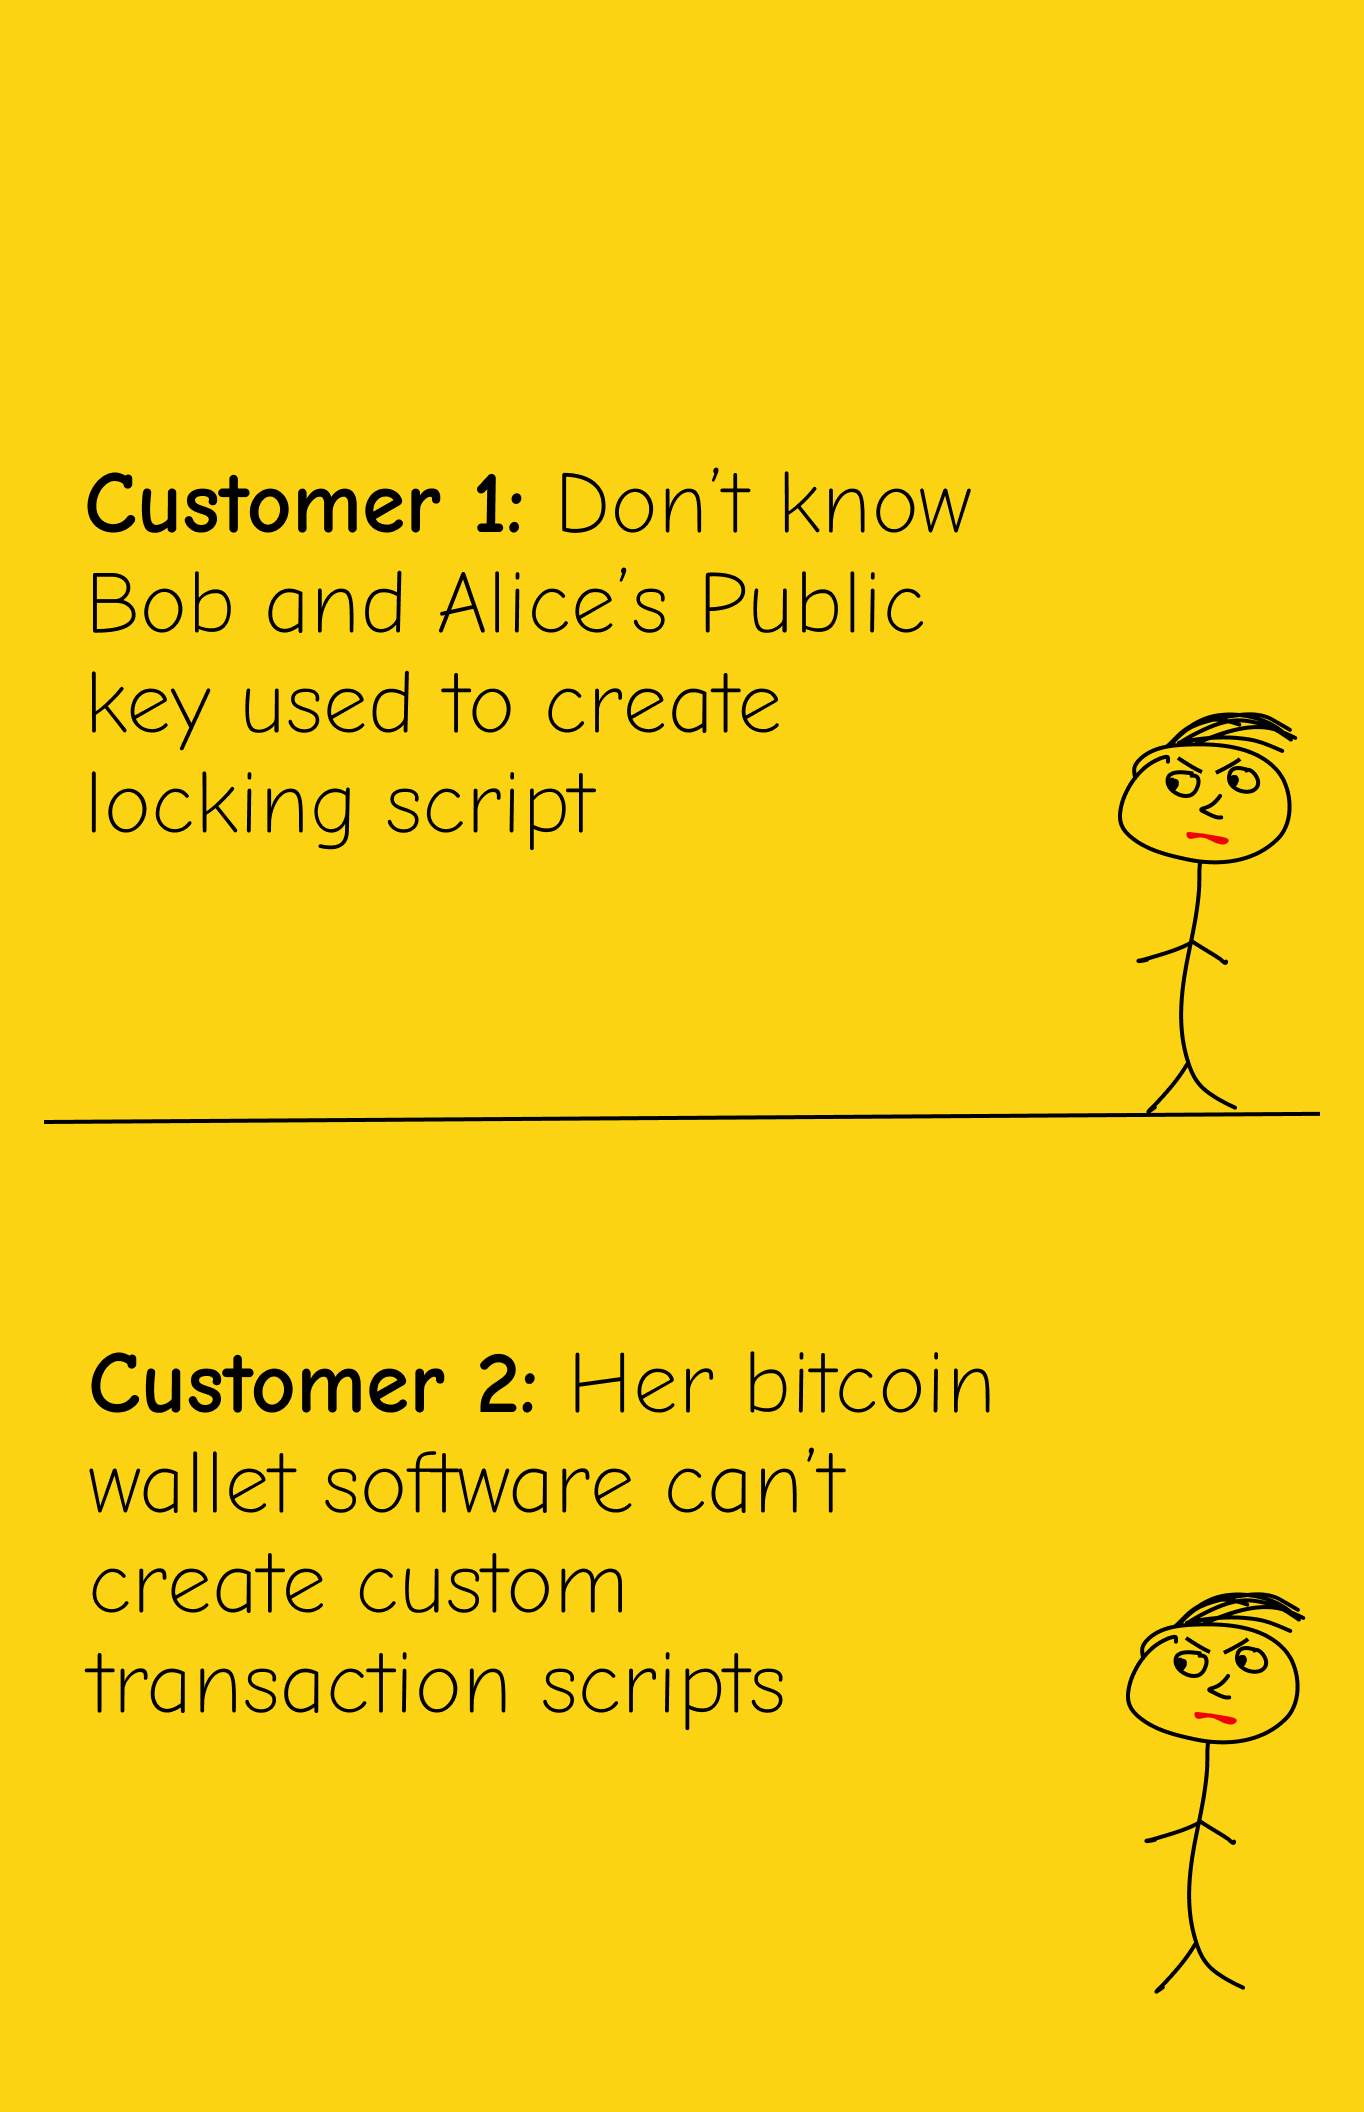 Customer 1: Don't know
Bob and Alice's Public
key used to create
locking script
Customer 2: Her bitcoin
wallet software can't
create custom
transaction scripts